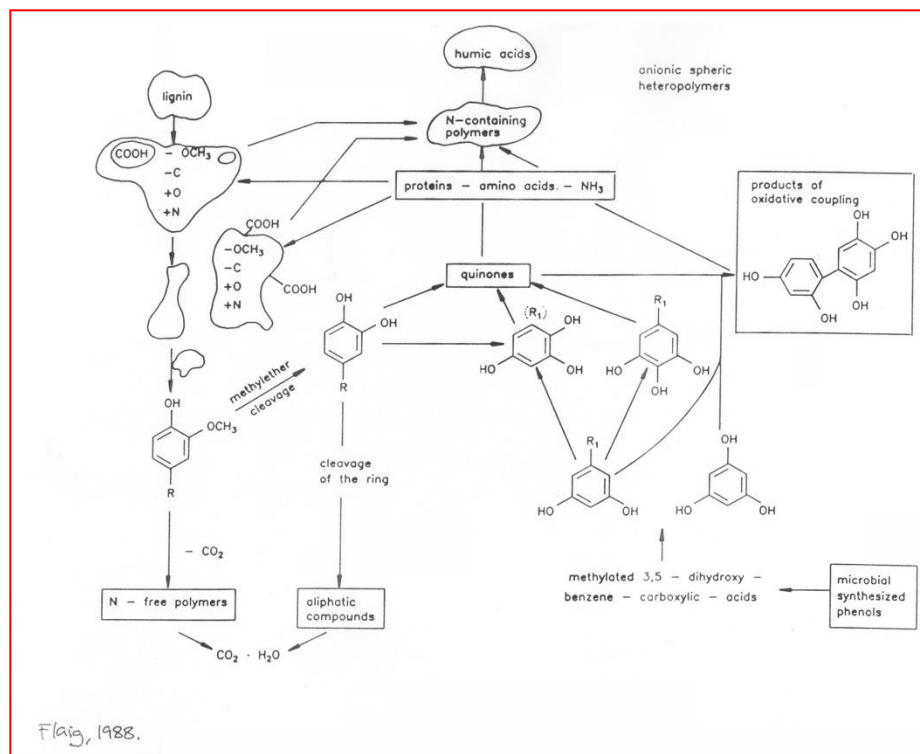 humic acids
anionic spheric
heteropolymers
lignin
N-containing
polymers
COOH
- OCH3
-C
+O
+N
proteins - amino acids. - NH3
products of
oxidative coupling
OH
OH
OH
HO
OH
OH
COOH
-OCH3
-C
+O
+N
COOH
quinones
OH
OH
R
(R1)
OH
HO
OH
R1
HO
OH
OH
methylether
cleavage
OH
OCH3
R
cleavage
of the ring
R1
HO
OH
OH
HO
OH
- CO2
N - free polymers
aliphatic
compounds
methylated 3,5 - dihydroxy -
benzene - carboxylic - acids
microbial
synthesized
phenols
CO2 · H2O
Flaig, 1988.